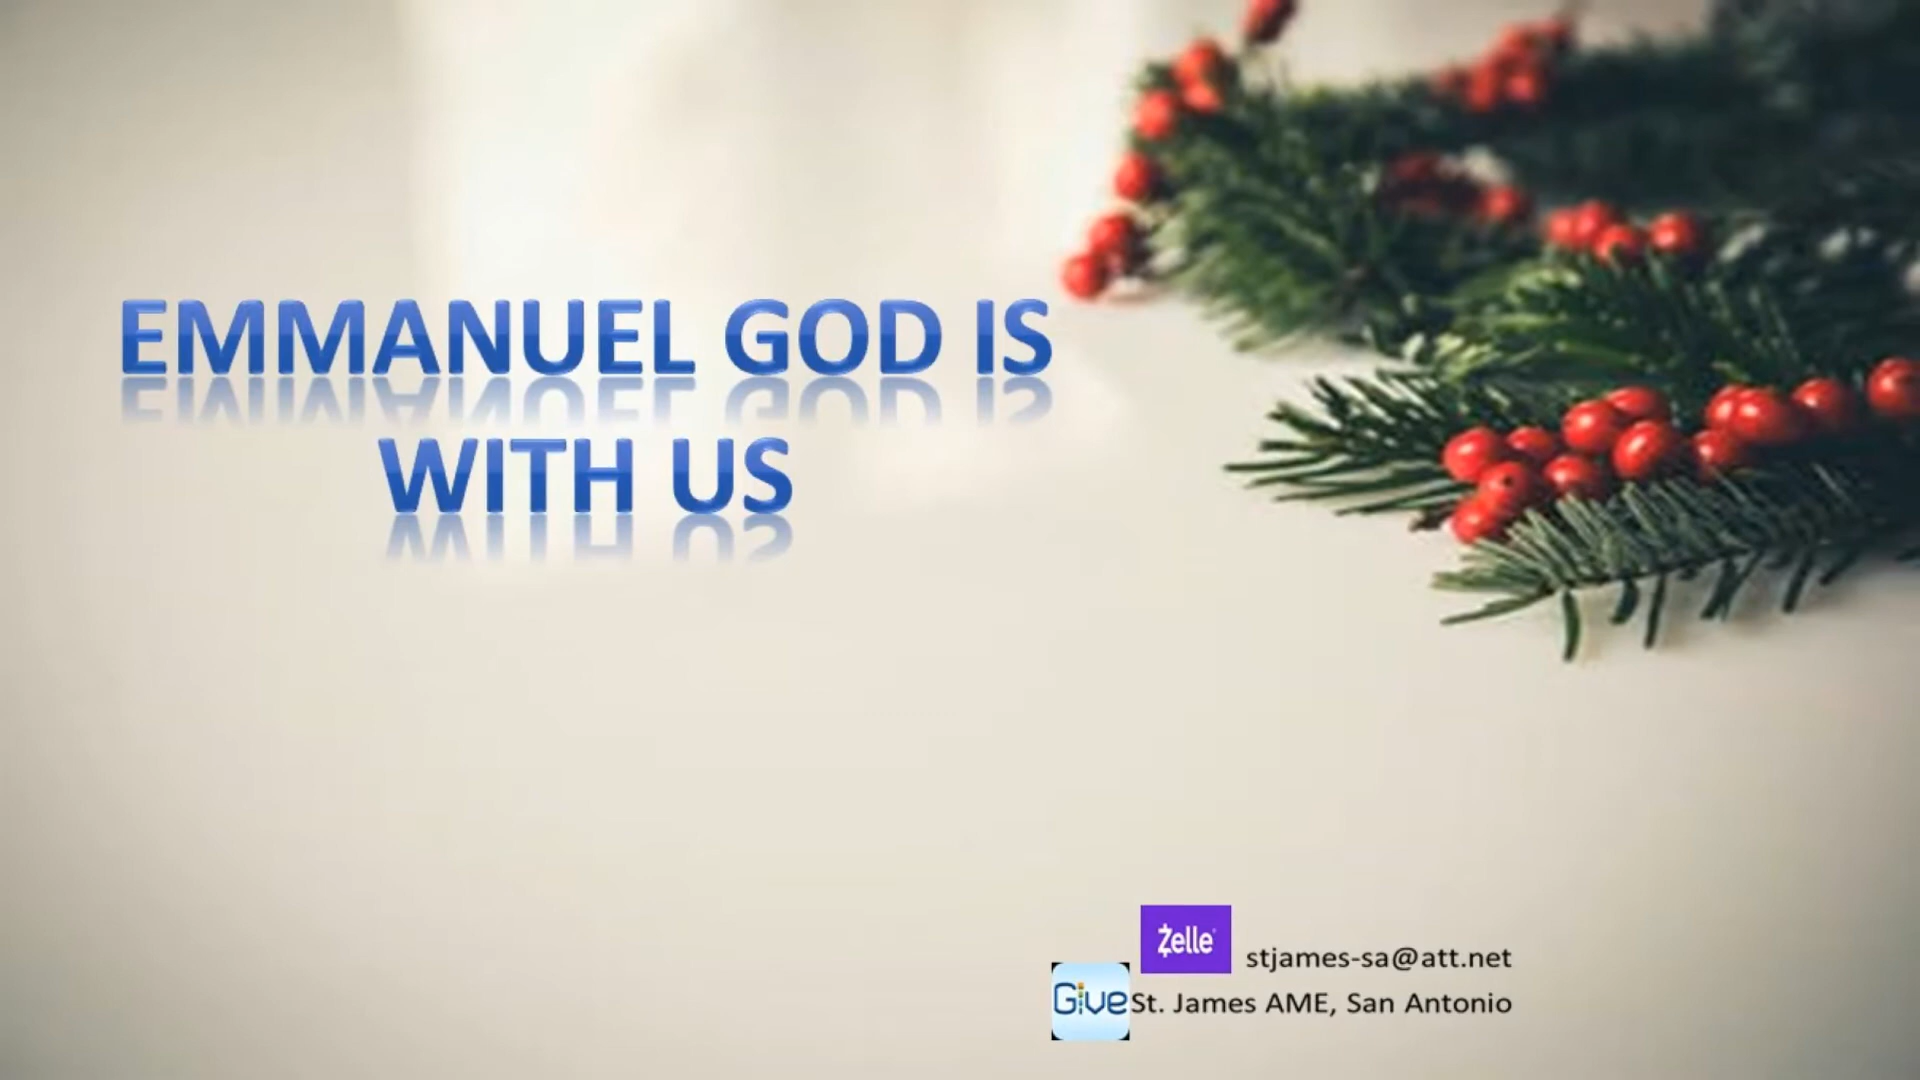 EMMANUEL GOD IS
WITH US
Zelle stjames-sa@att.net
Give St. James AME, San Antonio